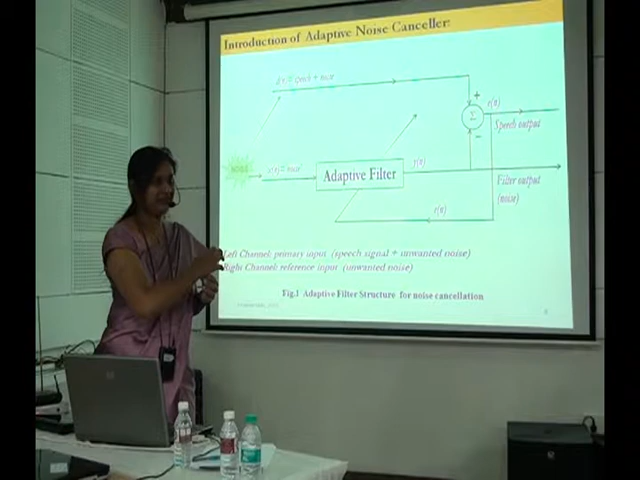 Introduction of Adaptive Noise Canceller:
d(n) = speech + noise
+
e(n)
Σ
Speech output
−
NOISE
x(n) = noise
Adaptive Filter
y(n)
Filter output
(noise)
e(n)
Left Channel: primary input (speech signal + unwanted noise)
Right Channel: reference input (unwanted noise)
Fig.1 Adaptive Filter Structure for noise cancellation